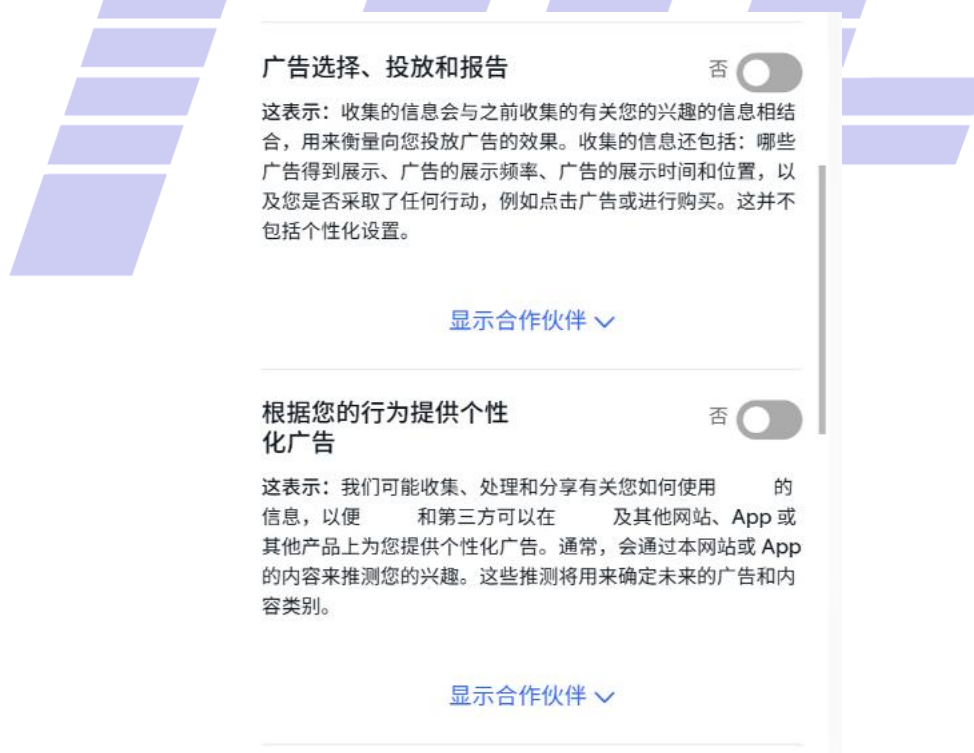 广告选择、投放和报告
否
这表示：收集的信息会与之前收集的有关您的兴趣的信息相结
合，用来衡量向您投放广告的效果。收集的信息还包括：哪些
广告得到展示、广告的展示频率、广告的展示时间和位置，以
及您是否采取了任何行动，例如点击广告或进行购买。这并不
包括个性化设置。
显示合作伙伴
根据您的行为提供个性
化广告
否
这表示：我们可能收集、处理和分享有关您如何使用 的
信息，以便 和第三方可以在 及其他网站、App 或
其他产品上为您提供个性化广告。通常，会通过本网站或 App
的内容来推测您的兴趣。这些推测将用来确定未来的广告和内
容类别。
显示合作伙伴